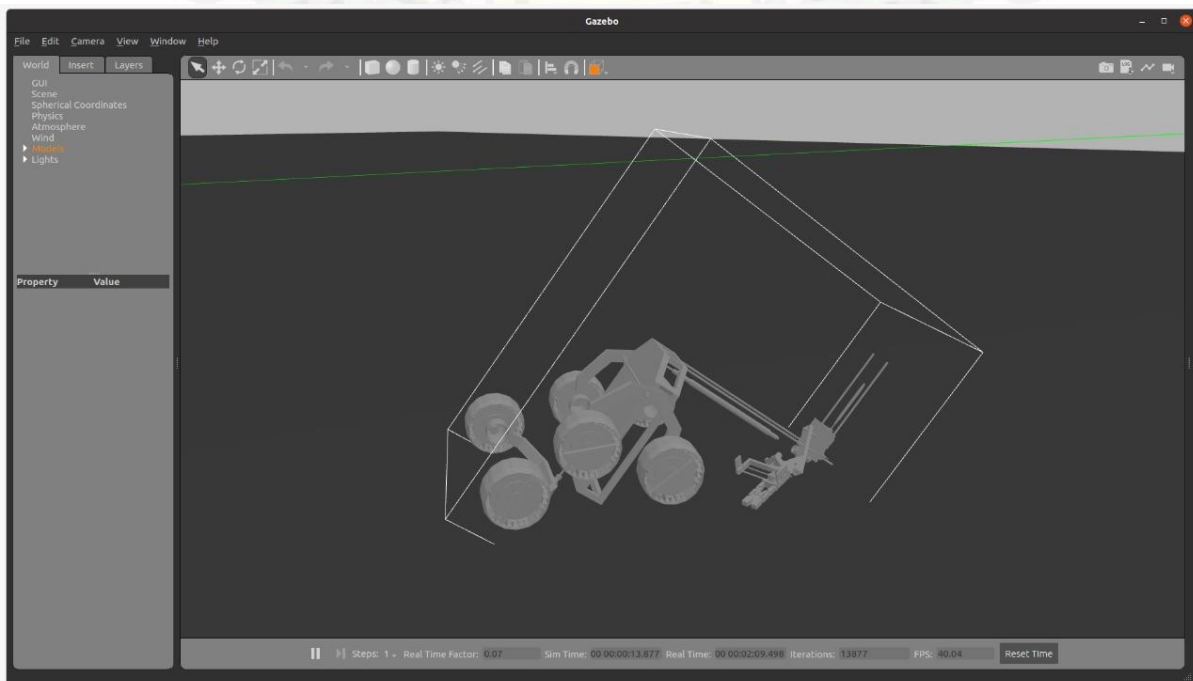 Gazebo
File Edit Camera View Window Help
World Insert Layers
GUI
Scene
Spherical Coordinates
Physics
Atmosphere
Wind
Models
Lights
Property Value
Steps: 1 Real Time Factor: 0.07 Sim Time: 00 00:00:13.877 Real Time: 00 00:02:09.498 Iterations: 13877 FPS: 40.04 Reset Time